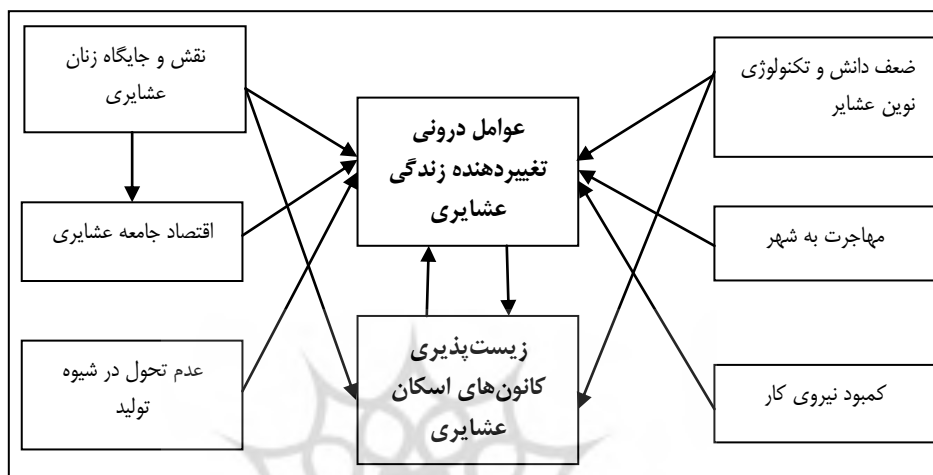 ضعف دانش و تکنولوژی
نوین عشایر
مهاجرت به شهر
کمبود نیروی کار
عوامل درونی
تغییردهنده زندگی
عشایری
زیست‌پذیری
کانون‌های اسکان
عشایری
نقش و جایگاه زنان
عشایری
اقتصاد جامعه عشایری
عدم تحول در شیوه
تولید